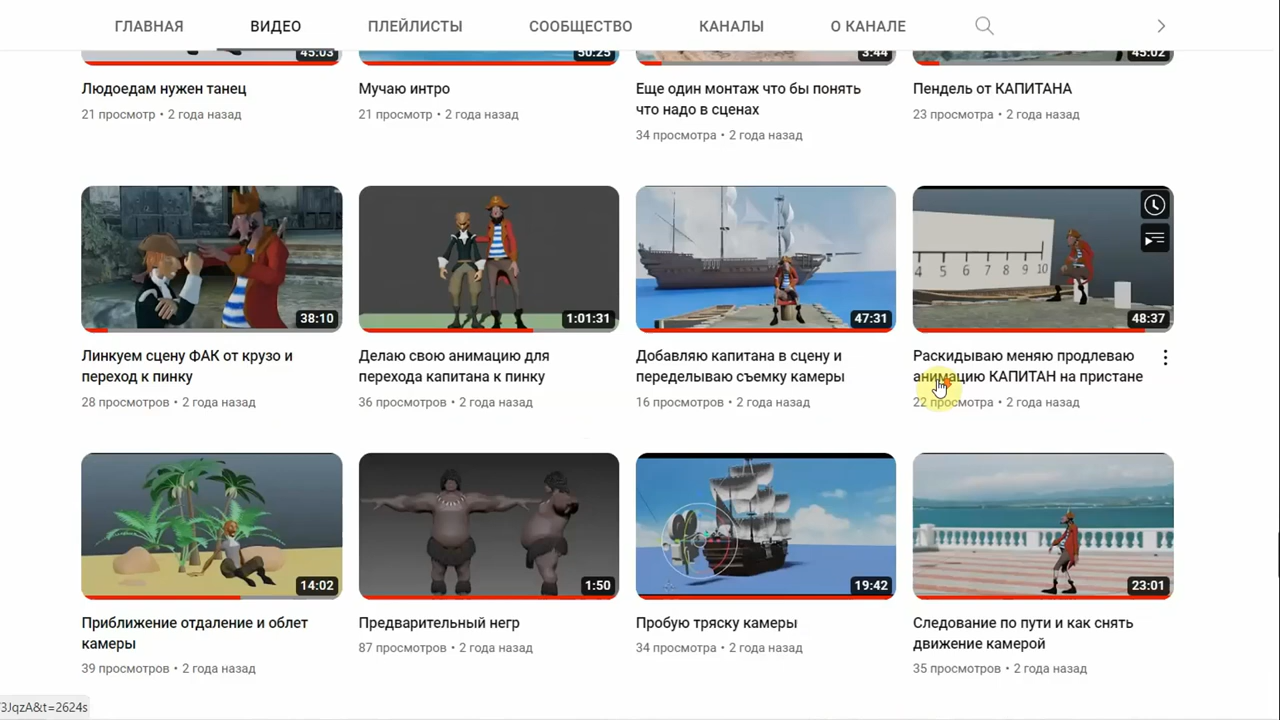 ГЛАВНАЯ ВИДЕО ПЛЕЙЛИСТЫ СООБЩЕСТВО КАНАЛЫ О КАНАЛЕ
45:03 50:25 3:44 45:02
Людоедам нужен танец
21 просмотр • 2 года назад
Мучаю интро
21 просмотр • 2 года назад
Еще один монтаж что бы понять
что надо в сценах
34 просмотра • 2 года назад
Пендель от КАПИТАНА
23 просмотра • 2 года назад
38:10
Линкуем сцену ФАК от крузо и
переход к пинку
28 просмотров • 2 года назад
1:01:31
Делаю свою анимацию для
перехода капитана к пинку
36 просмотров • 2 года назад
47:31
Добавляю капитана в сцену и
переделываю съемку камеры
16 просмотров • 2 года назад
4 5 6 7 8 9 10
48:37
Раскидываю меняю продлеваю
анимацию КАПИТАН на пристане
22 просмотра • 2 года назад
14:02
Приближение отдаление и облет
камеры
39 просмотров • 2 года назад
1:50
Предварительный негр
87 просмотров • 2 года назад
19:42
Пробую тряску камеры
34 просмотра • 2 года назад
23:01
Следование по пути и как снять
движение камерой
35 просмотров • 2 года назад
3JqzA&t=2624s